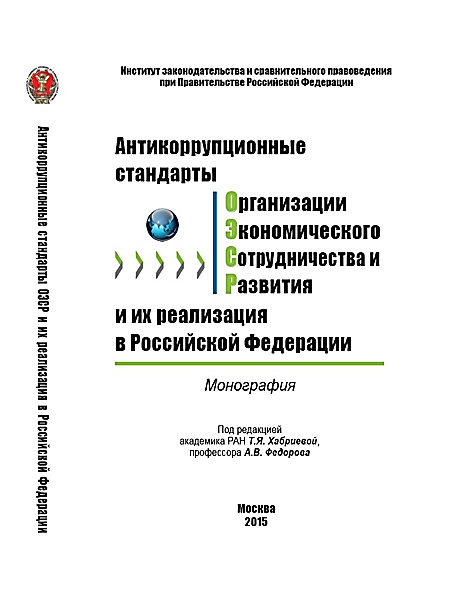 Институт законодательства и сравнительного правоведения
при Правительстве Российской Федерации
Антикоррупционные
стандарты
Организации
Экономического
Сотрудничества и
Развития
и их реализация
в Российской Федерации
Монография
Под редакцией
академика РАН Т.Я. Хабриевой,
профессора А.В. Федорова
Москва
2015
Антикоррупционные стандарты ОЭСР и их реализация в Российской Федерации